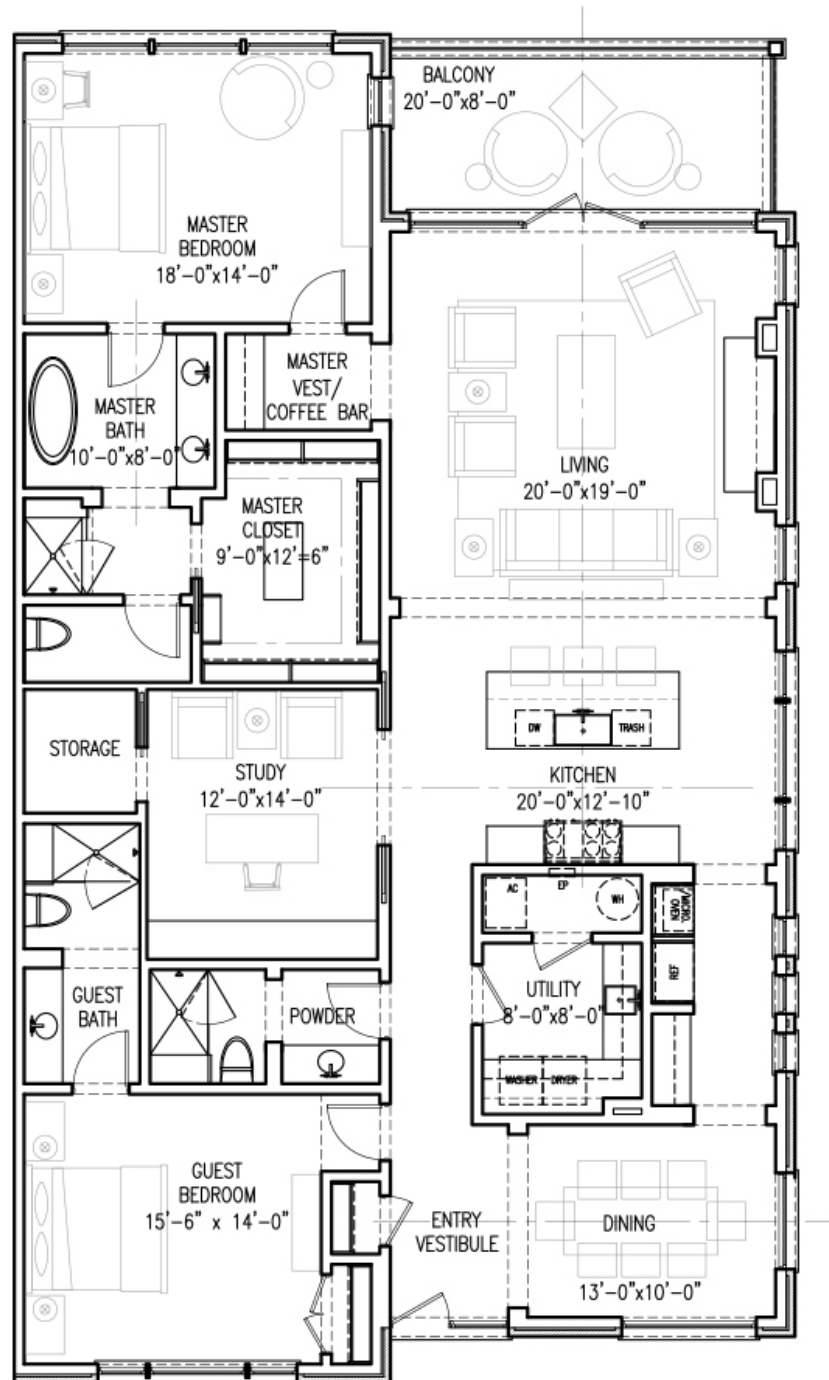 BALCONY
20'-0"x8'-0"
MASTER
BEDROOM
18'-0"x14'-0"
MASTER
VEST/
COFFEE BAR
MASTER
BATH
10'-0"x8'-0"
LIVING
20'-0"x19'-0"
MASTER
CLOSET
9'-0"x12'=6"
DW
TRASH
STORAGE
STUDY
12'-0"x14'-0"
KITCHEN
20'-0"x12'-10"
AC
EP
WH
MICRO.
OVEN
REF
UTILITY
8'-0"x8'-0"
GUEST
BATH
POWDER
WASHER
DRYER
GUEST
BEDROOM
15'-6" x 14'-0"
ENTRY
VESTIBULE
DINING
13'-0"x10'-0"